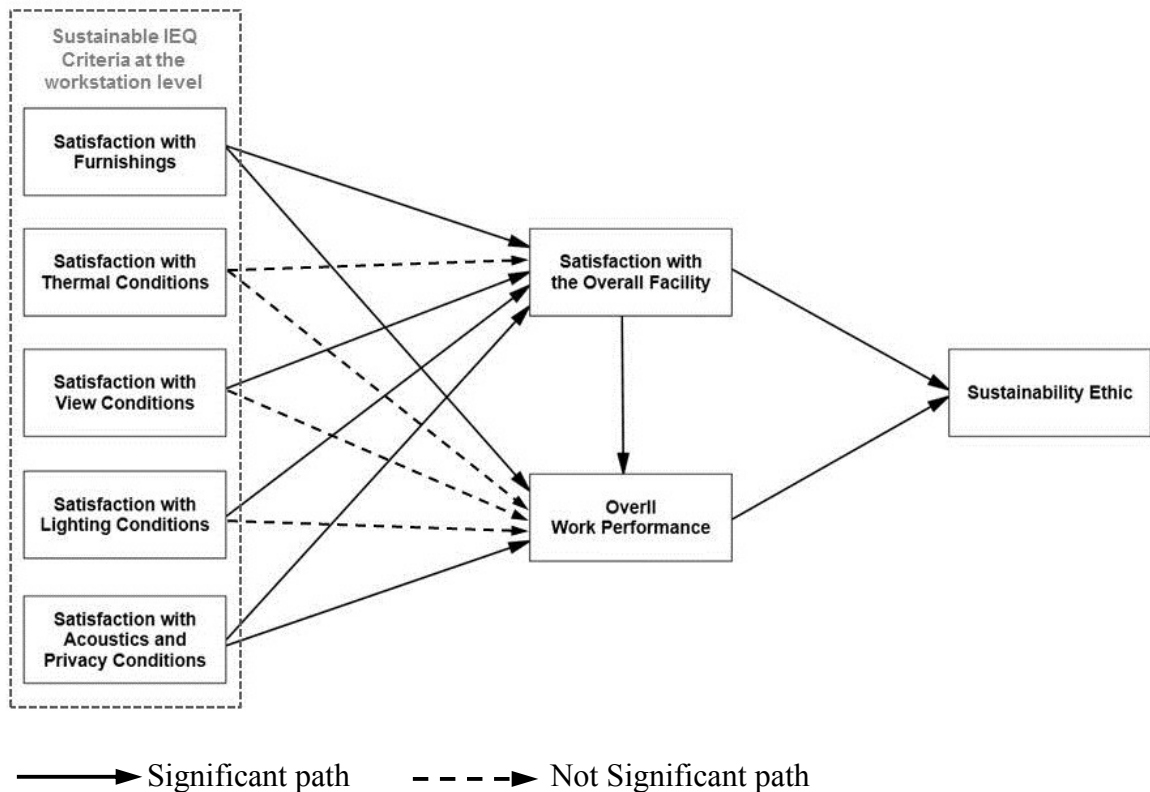 Sustainable IEQ
Criteria at the
workstation level
Satisfaction with
Furnishings
Satisfaction with
Thermal Conditions
Satisfaction with
View Conditions
Satisfaction with
Lighting Conditions
Satisfaction with
Acoustics and
Privacy Conditions
Satisfaction with
the Overall Facility
Overll
Work Performance
Sustainability Ethic
Significant path
Not Significant path